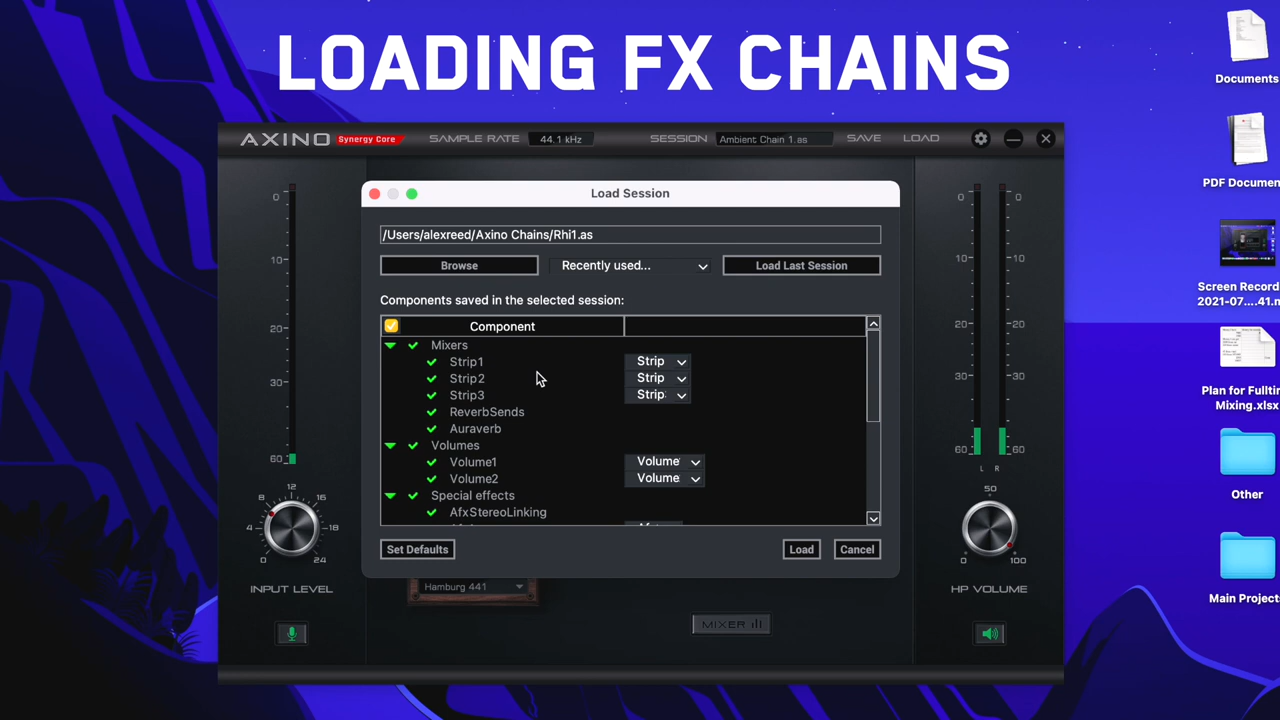 LOADING FX CHAINS
Documents
PDF Documen
Screen Record
2021-07....41.m
Plan for Fulltin
Mixing.xlsx
Other
Main Projects
AXINO Synergy Core SAMPLE RATE 44.1 kHz SESSION Ambient Chain 1.as SAVE LOAD
Load Session
/Users/alexreed/Axino Chains/Rhi1.as
Browse Recently used... Load Last Session
Components saved in the selected session:
Component
Mixers
Strip1 Strip
Strip2 Strip
Strip3 Strip
ReverbSends
Auraverb
Volumes
Volume1 Volume
Volume2 Volume
Special effects
AfxStereoLinking
Set Defaults Load Cancel
0
10
20
30
60
12
8 16
4 18
0 24
INPUT LEVEL
Hamburg 441
MIXER
0 0
10 10
20 20
30 30
60 60
L R
50
0 100
HP VOLUME